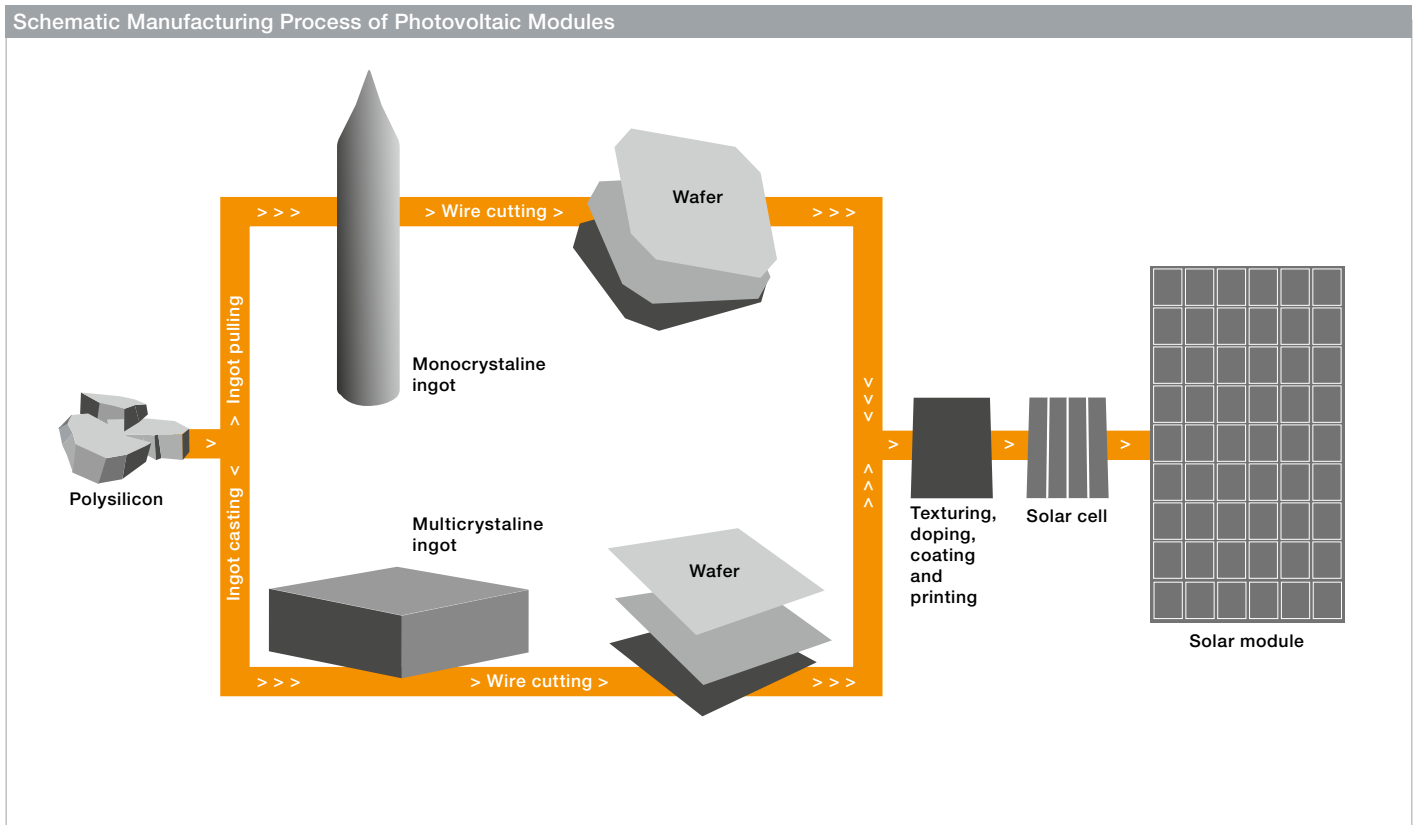 Schematic Manufacturing Process of Photovoltaic Modules
> > >
> Wire cutting >
Wafer
> > >
> Ingot pulling
Monocrystaline
ingot
>
Polysilicon
Ingot casting <
Multicrystaline
ingot
Wafer
> > >
> Wire cutting >
> > >
> > >
< < <
>
Texturing,
doping,
coating
and
printing
>
Solar cell
>
Solar module